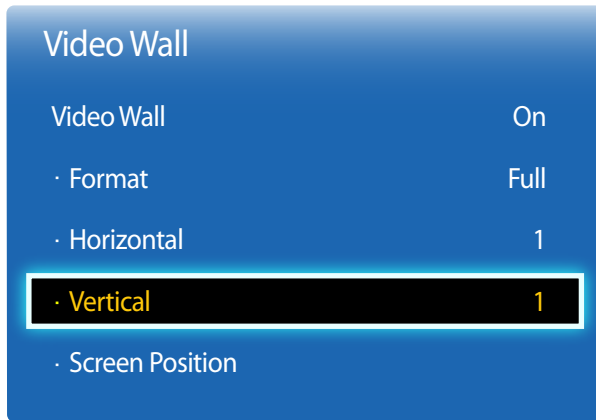 Video Wall
Video Wall On
· Format Full
· Horizontal 1
· Vertical 1
· Screen Position